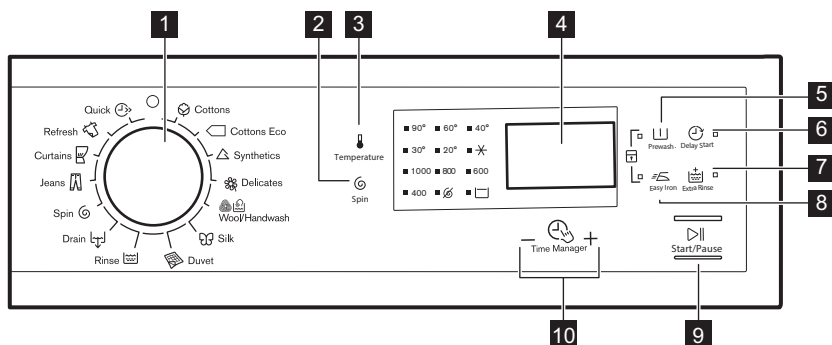 1
2
3
4
5
6
7
8
9
10
Quick
Cottons
Refresh
Cottons Eco
Curtains
Synthetics
Jeans
Delicates
Spin
Wool/Handwash
Drain
Silk
Rinse
Duvet
Temperature
Spin
90° 60° 40°
30° 20°
1000 800 600
400
Prewash.
Delay Start
Easy Iron
Extra Rinse
− Time Manager +
Start/Pause